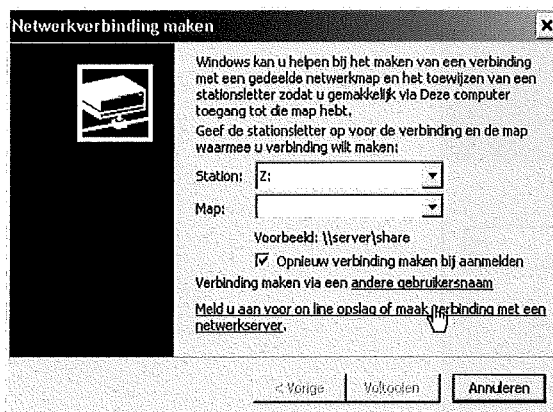 Netwerkverbinding maken
Windows kan u helpen bij het maken van een verbinding
met een gedeelde netwerkmap en het toewijzen van een
stationsletter zodat u gemakkelijk via Deze computer
toegang tot die map hebt.
Geef de stationsletter op voor de verbinding en de map
waarmee u verbinding wilt maken:
Station: Z:
Map:
Voorbeeld: \\server\share
Opnieuw verbinding maken bij aanmelden
Verbinding maken via een andere gebruikersnaam
Meld u aan voor on line opslag of maak verbinding met een
netwerkserver.
< Vorige Voltooien Annuleren